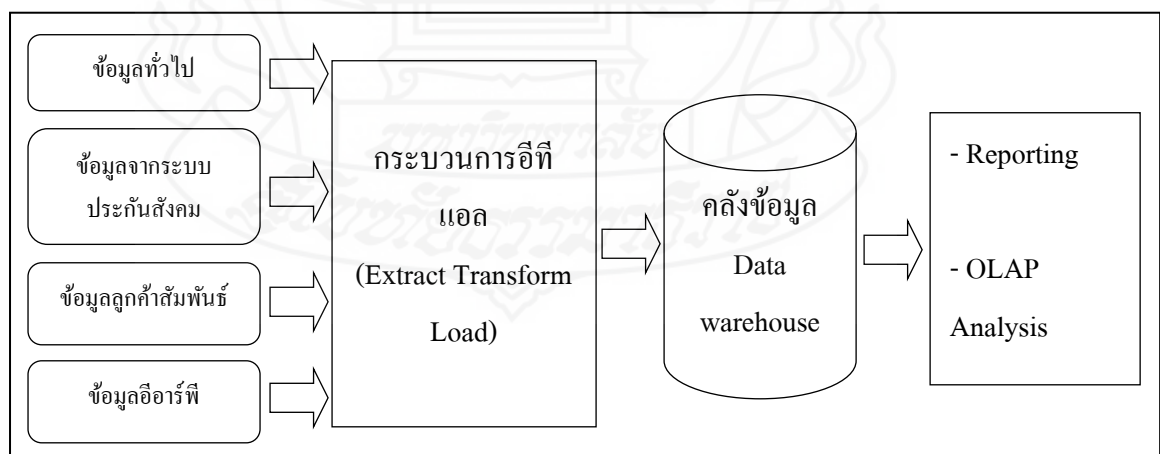 ข้อมูลทั่วไป
ข้อมูลจากระบบ
ประกันสังคม
ข้อมูลลูกค้าสัมพันธ์
ข้อมูลอีอาร์พี
กระบวนการอีที
แอล
(Extract Transform
Load)
คลังข้อมูล
Data
warehouse
- Reporting
- OLAP
Analysis